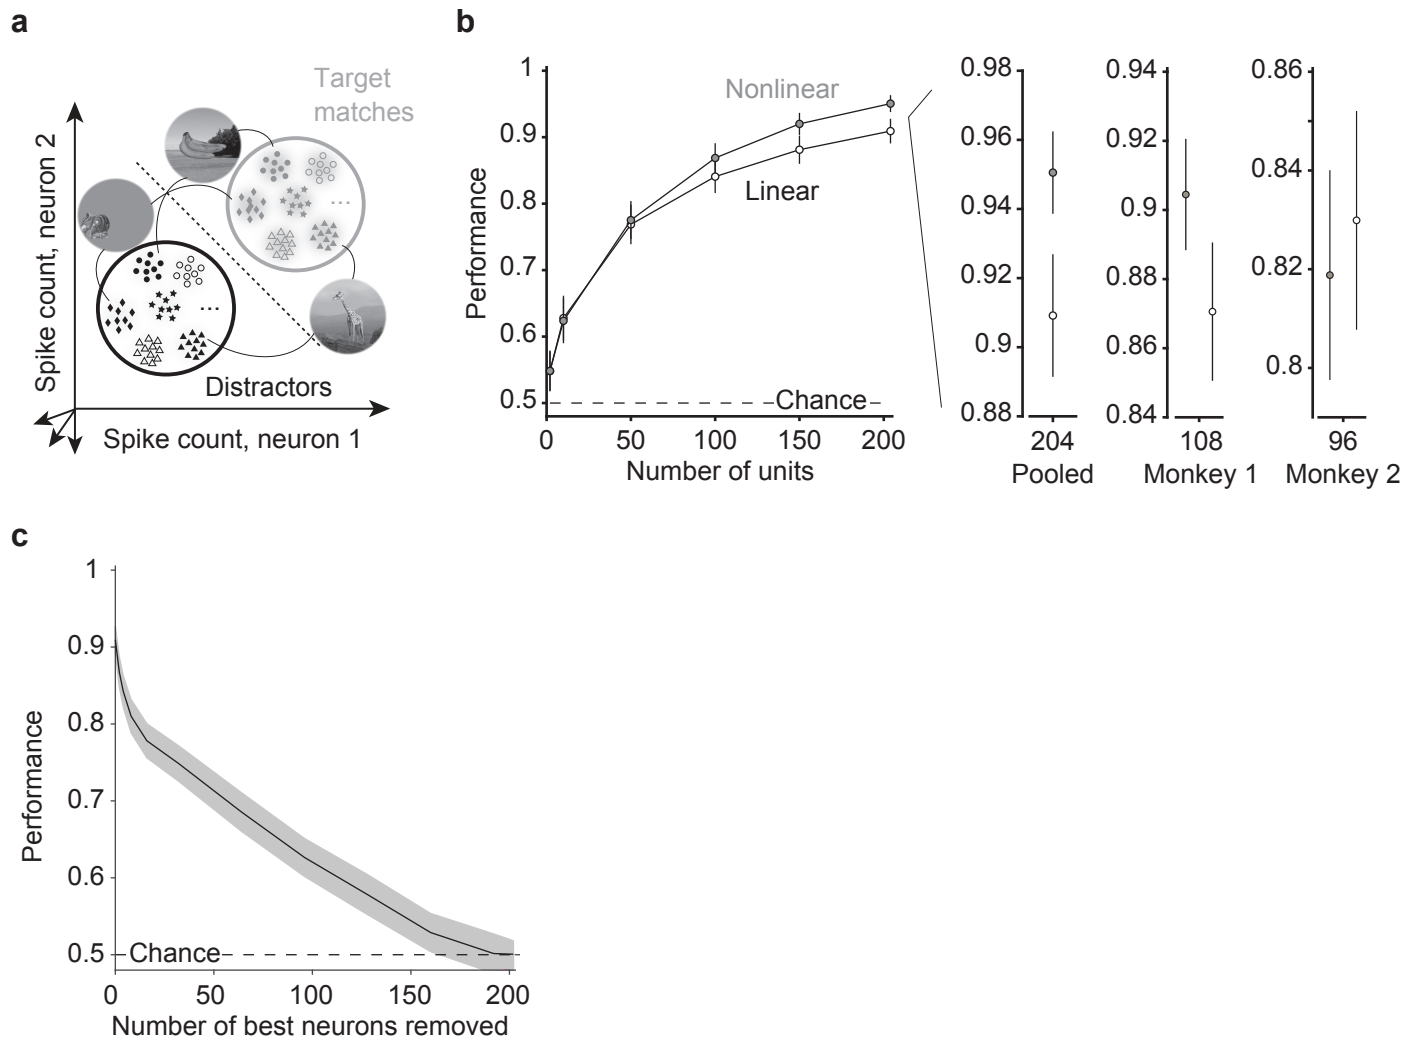 a
Target
matches
Spike count, neuron 2
...
...
Distractors
Spike count, neuron 1
b
1
0.9
0.8
0.7
0.6
0.5
Performance
Nonlinear
Linear
Chance
0 50 100 150 200
Number of units
0.98
0.96
0.94
0.92
0.9
0.88
204
Pooled
0.94
0.92
0.9
0.88
0.86
0.84
108
Monkey 1
0.86
0.84
0.82
0.8
96
Monkey 2
c
1
0.9
0.8
0.7
0.6
0.5
Performance
Chance
0 50 100 150 200
Number of best neurons removed